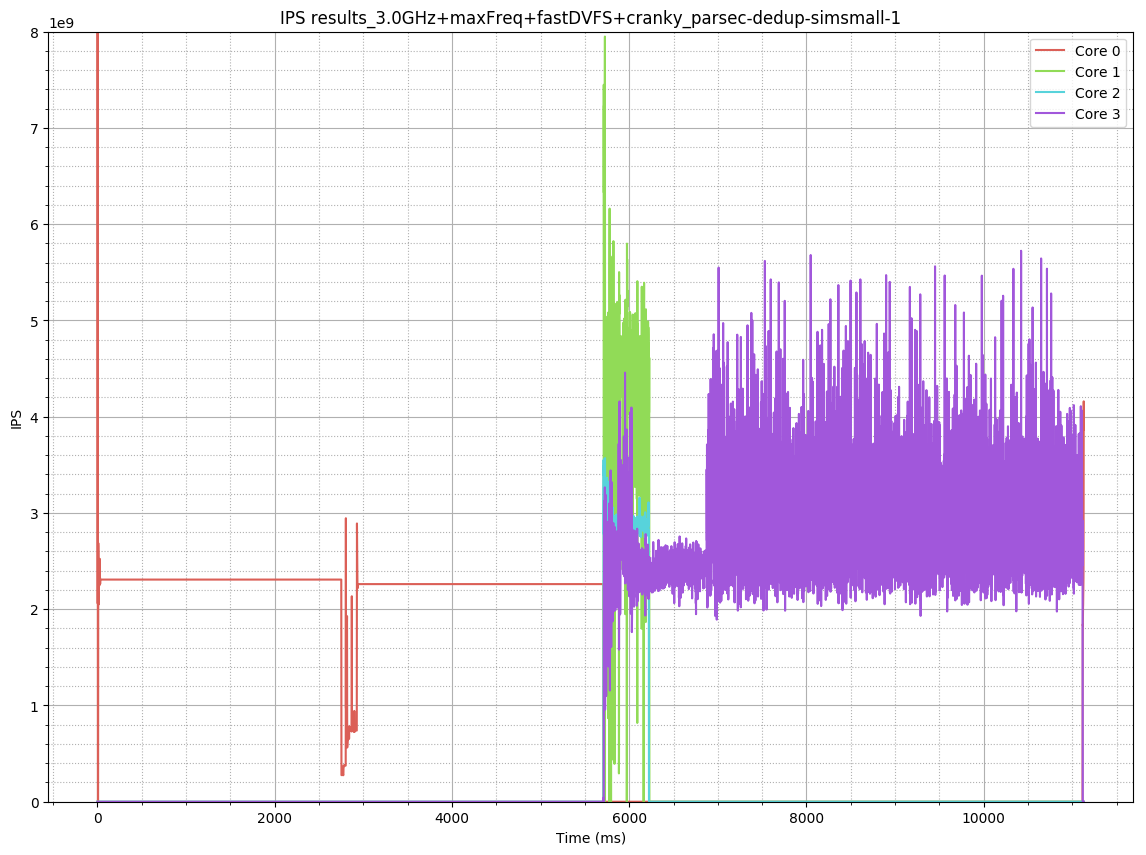 IPS results_3.0GHz+maxFreq+fastDVFS+cranky_parsec-dedup-simsmall-1
1e9
8
7
6
5
4
3
2
1
0
IPS
Core 0
Core 1
Core 2
Core 3
0 2000 4000 6000 8000 10000
Time (ms)